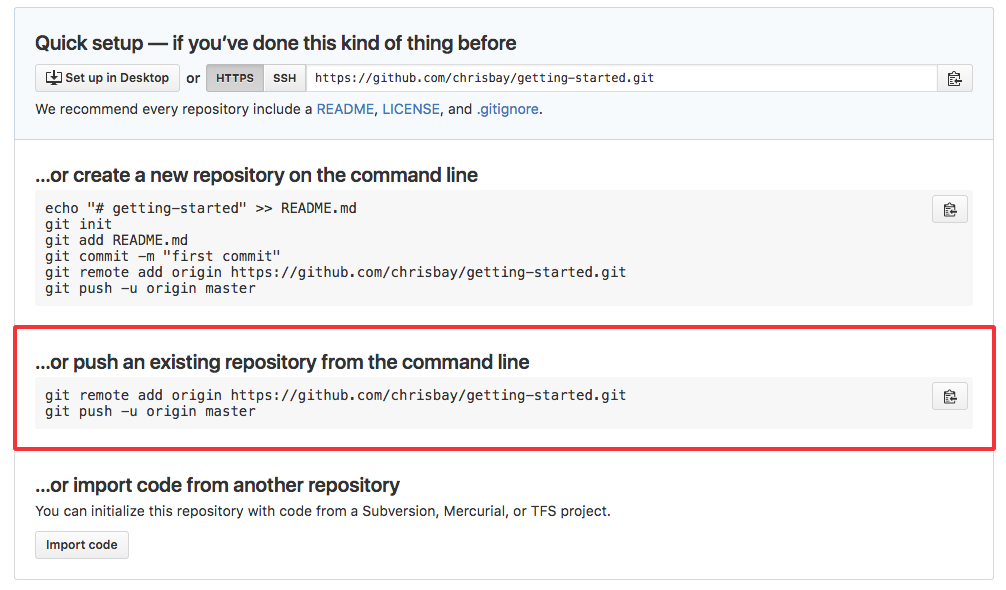 Quick setup — if you’ve done this kind of thing before
Set up in Desktop or HTTPS SSH https://github.com/chrisbay/getting-started.git
We recommend every repository include a README, LICENSE, and .gitignore.
…or create a new repository on the command line
echo "# getting-started" >> README.md
git init
git add README.md
git commit -m "first commit"
git remote add origin https://github.com/chrisbay/getting-started.git
git push -u origin master
…or push an existing repository from the command line
git remote add origin https://github.com/chrisbay/getting-started.git
git push -u origin master
…or import code from another repository
You can initialize this repository with code from a Subversion, Mercurial, or TFS project.
Import code